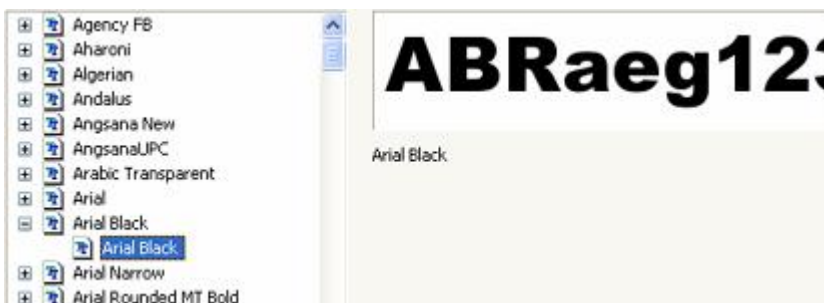 Agency FB
Aharoni
Algerian
Andalus
Angsana New
AngsanaUPC
Arabic Transparent
Arial
Arial Black
Arial Black
Arial Narrow
Arial Rounded MT Bold
ABRaeg123
Arial Black